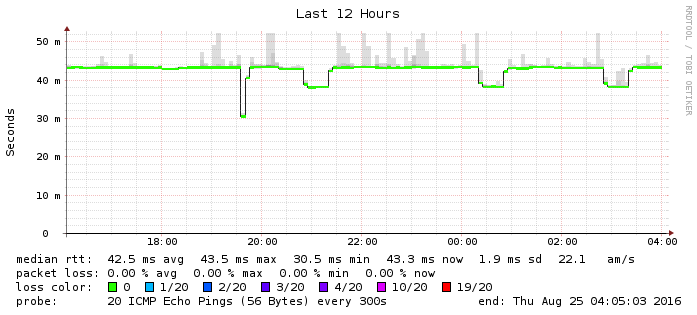 Last 12 Hours
RRDTOOL / TOBI OETIKER
Seconds
50 m
40 m
30 m
20 m
10 m
0
18:00 20:00 22:00 00:00 02:00 04:00
median rtt: 42.5 ms avg 43.5 ms max 30.5 ms min 43.3 ms now 1.9 ms sd 22.1 am/s
packet loss: 0.00 % avg 0.00 % max 0.00 % min 0.00 % now
loss color: 0 1/20 2/20 3/20 4/20 10/20 19/20
probe: 20 ICMP Echo Pings (56 Bytes) every 300s end: Thu Aug 25 04:05:03 2016